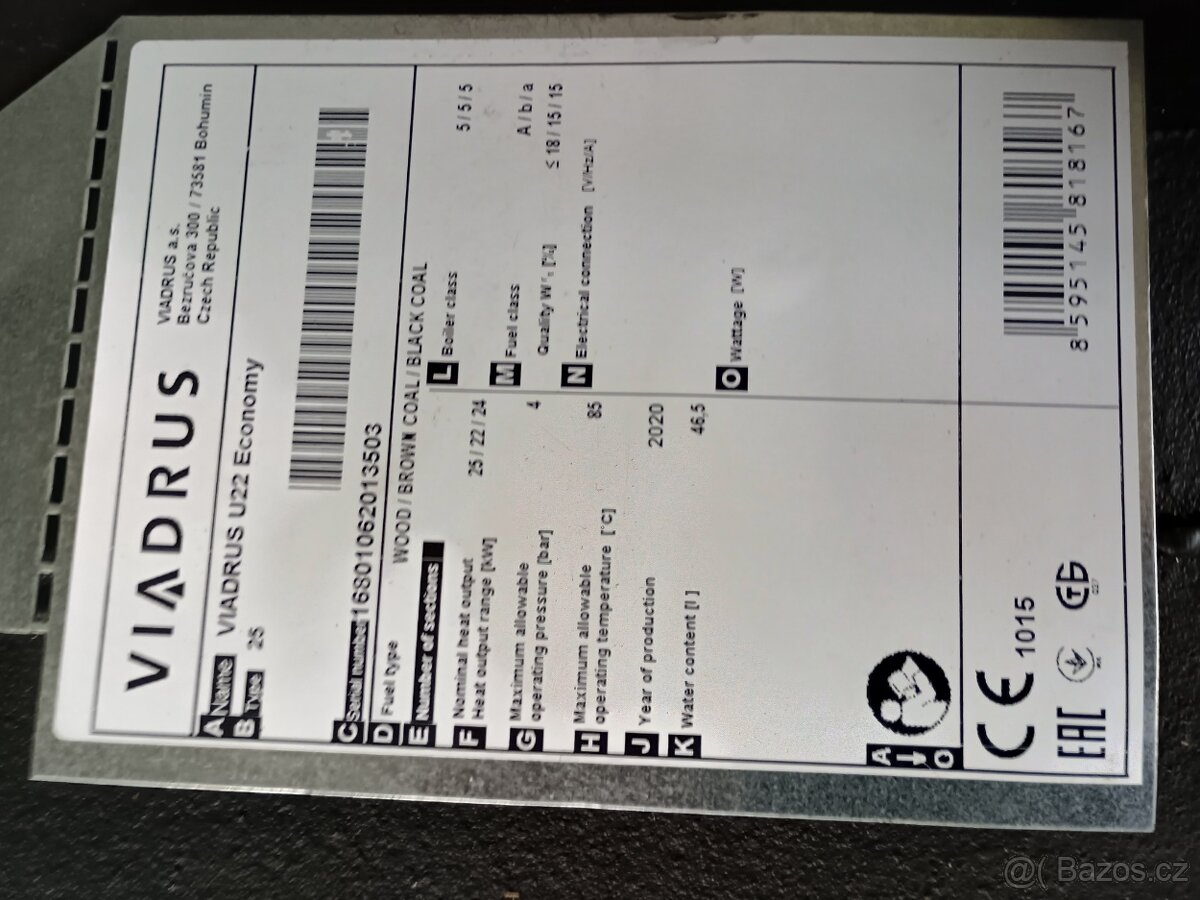 VIADRUS
VIADRUS a.s.
Bezručova 300 / 73581 Bohumín
Czech Republic
A Name VIADRUS U22 Economy
B Type 25
C Serial number 16801062013503
D Fuel type WOOD / BROWN COAL / BLACK COAL
E Number of sections
F Nominal heat output
Heat output range [kW] 25 / 22 / 24
G Maximum allowable
operating pressure [bar] 4
H Maximum allowable
operating temperature [°C] 85
J Year of production 2020
K Water content [l] 46,5
L Boiler class 5 / 5 / 5
M Fuel class A / b / a
Quality ≤ 18 / 15 / 15
N Electrical connection [V/Hz/A]
O Wattage [W]
A
O
CE 1015
EAC
8595145818167
@( Bazos.cz